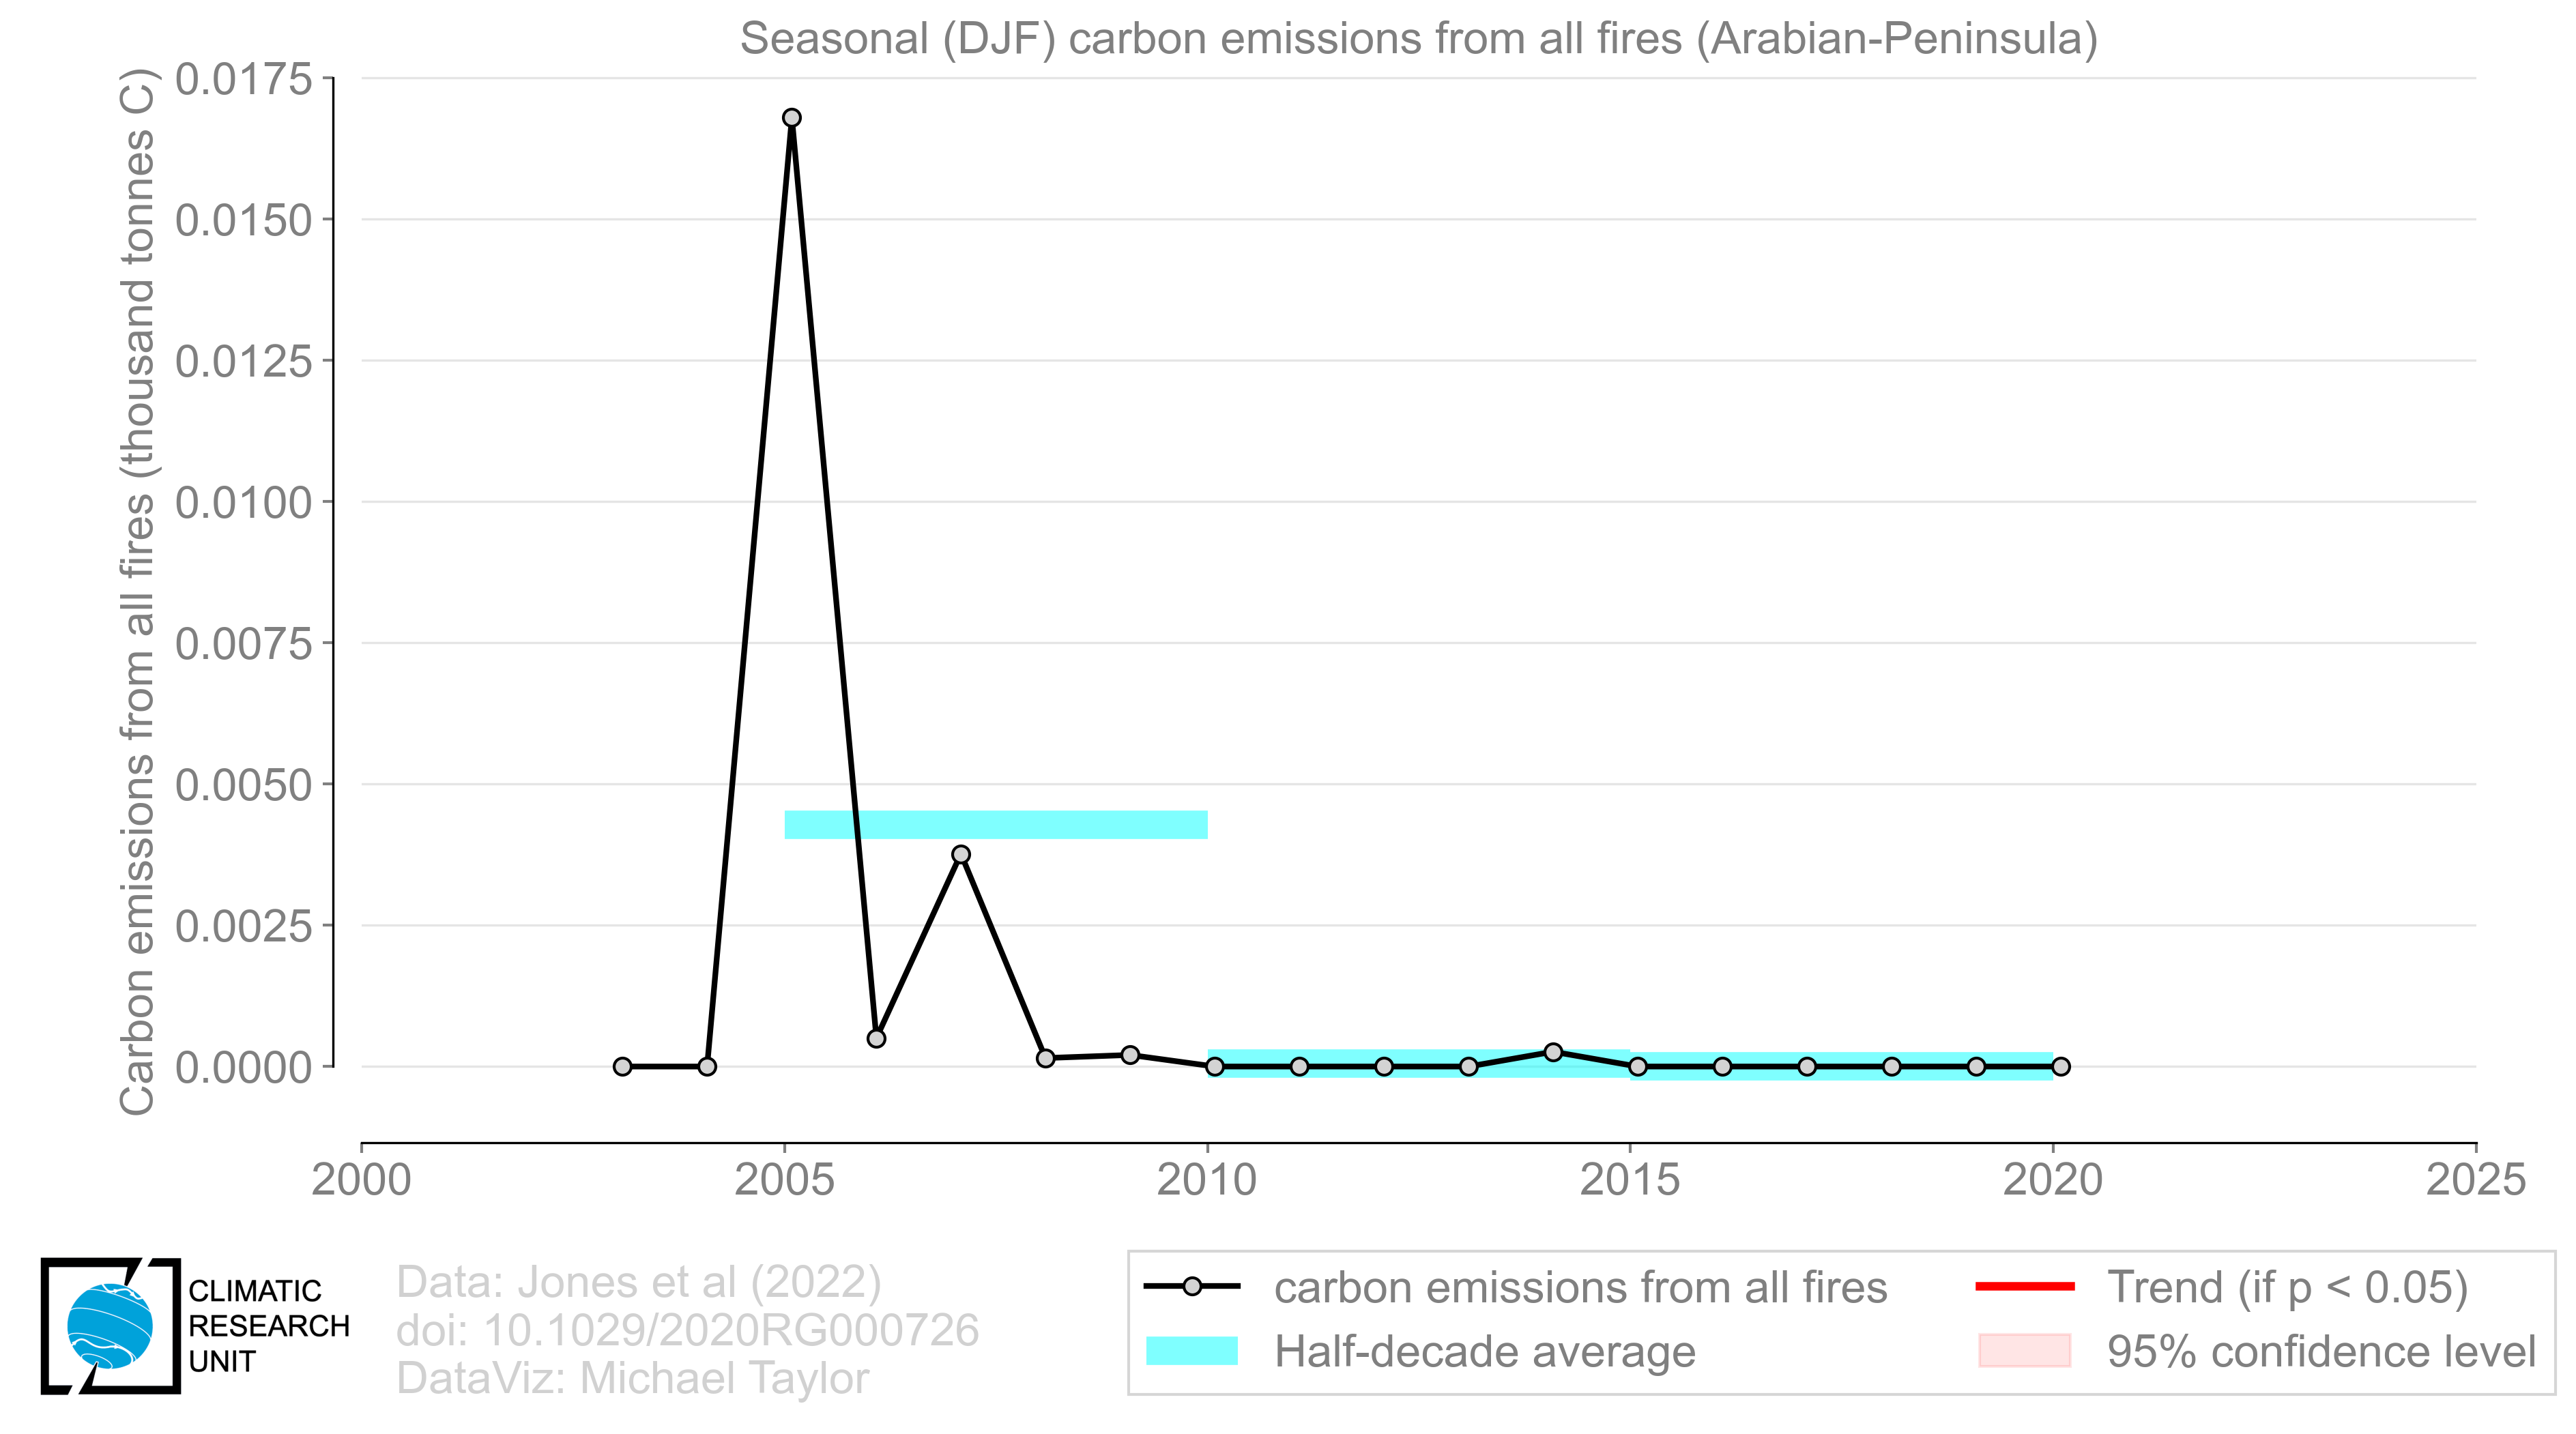 Seasonal (DJF) carbon emissions from all fires (Arabian-Peninsula)
Carbon emissions from all fires (thousand tonnes C)
0.0175
0.0150
0.0125
0.0100
0.0075
0.0050
0.0025
0.0000
2000 2005 2010 2015 2020 2025
CLIMATIC
RESEARCH
UNIT
Data: Jones et al (2022)
doi: 10.1029/2020RG000726
DataViz: Michael Taylor
carbon emissions from all fires
Half-decade average
Trend (if p < 0.05)
95% confidence level